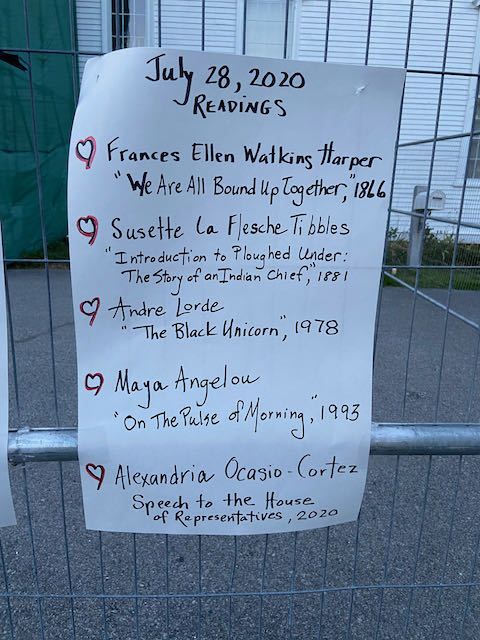 July 28, 2020
READINGS
Frances Ellen Watkins Harper
"We Are All Bound Up Together," 1866
Susette La Flesche Tibbles
"Introduction to Ploughed Under:
The Story of an Indian Chief," 1881
Andre Lorde
"The Black Unicorn", 1978
Maya Angelou
"On The Pulse of Morning," 1993
Alexandria Ocasio-Cortez
Speech to the House
of Representatives, 2020